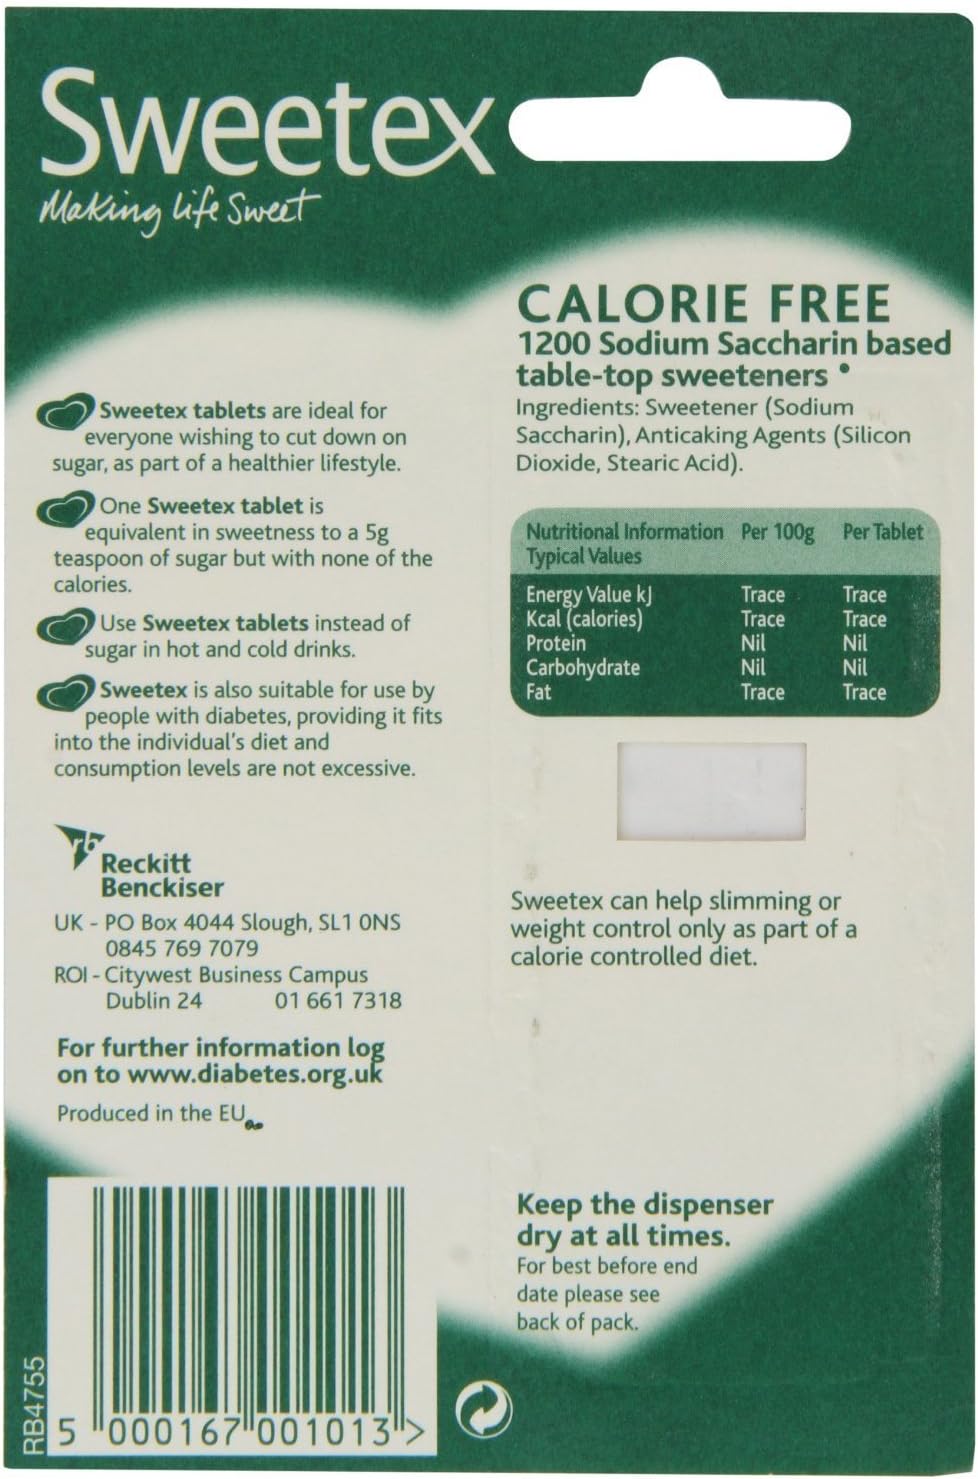 Sweetex
Making Life Sweet
Sweetex tablets are ideal for
everyone wishing to cut down on
sugar, as part of a healthier lifestyle.
One Sweetex tablet is
equivalent in sweetness to a 5g
teaspoon of sugar but with none of the
calories.
Use Sweetex tablets instead of
sugar in hot and cold drinks.
Sweetex is also suitable for use by
people with diabetes, providing it fits
into the individual's diet and
consumption levels are not excessive.
rb
Reckitt
Benckiser
UK - PO Box 4044 Slough, SL1 0NS
0845 769 7079
ROI - Citywest Business Campus
Dublin 24 01 661 7318
For further information log
on to www.diabetes.org.uk
Produced in the EU
RB4755
5 000167 001013 >
CALORIE FREE
1200 Sodium Saccharin based
table-top sweeteners •
Ingredients: Sweetener (Sodium
Saccharin), Anticaking Agents (Silicon
Dioxide, Stearic Acid).
Nutritional Information Per 100g Per Tablet
Typical Values
Energy Value kJ Trace Trace
Kcal (calories) Trace Trace
Protein Nil Nil
Carbohydrate Nil Nil
Fat Trace Trace
Sweetex can help slimming or
weight control only as part of a
calorie controlled diet.
Keep the dispenser
dry at all times.
For best before end
date please see
back of pack.